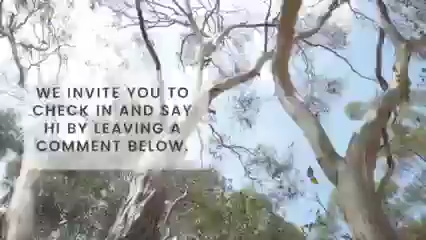 WE INVITE YOU TO
CHECK IN AND SAY
HI BY LEAVING A
COMMENT BELOW.